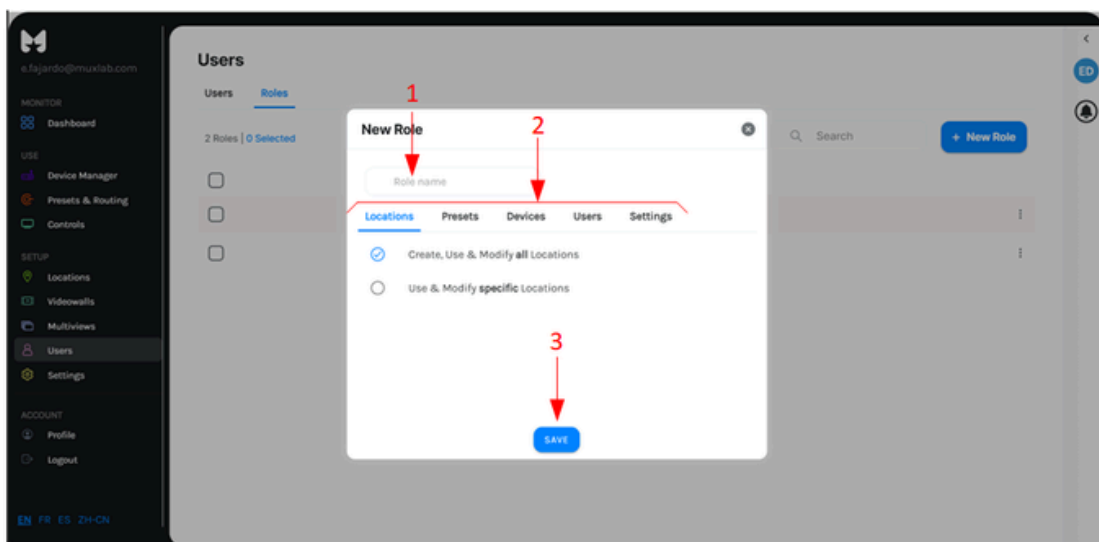 e.fajardo@muxlab.com
MONITOR
Dashboard
USE
Device Manager
Presets & Routing
Controls
SETUP
Locations
Videowalls
Multiviews
Users
Settings
ACCOUNT
Profile
Logout
EN FR ES ZH-CN
Users
Users Roles
2 Roles | 0 Selected
Search
+ New Role
ED
1
2
New Role
Role name
Locations Presets Devices Users Settings
Create, Use & Modify all Locations
Use & Modify specific Locations
3
SAVE